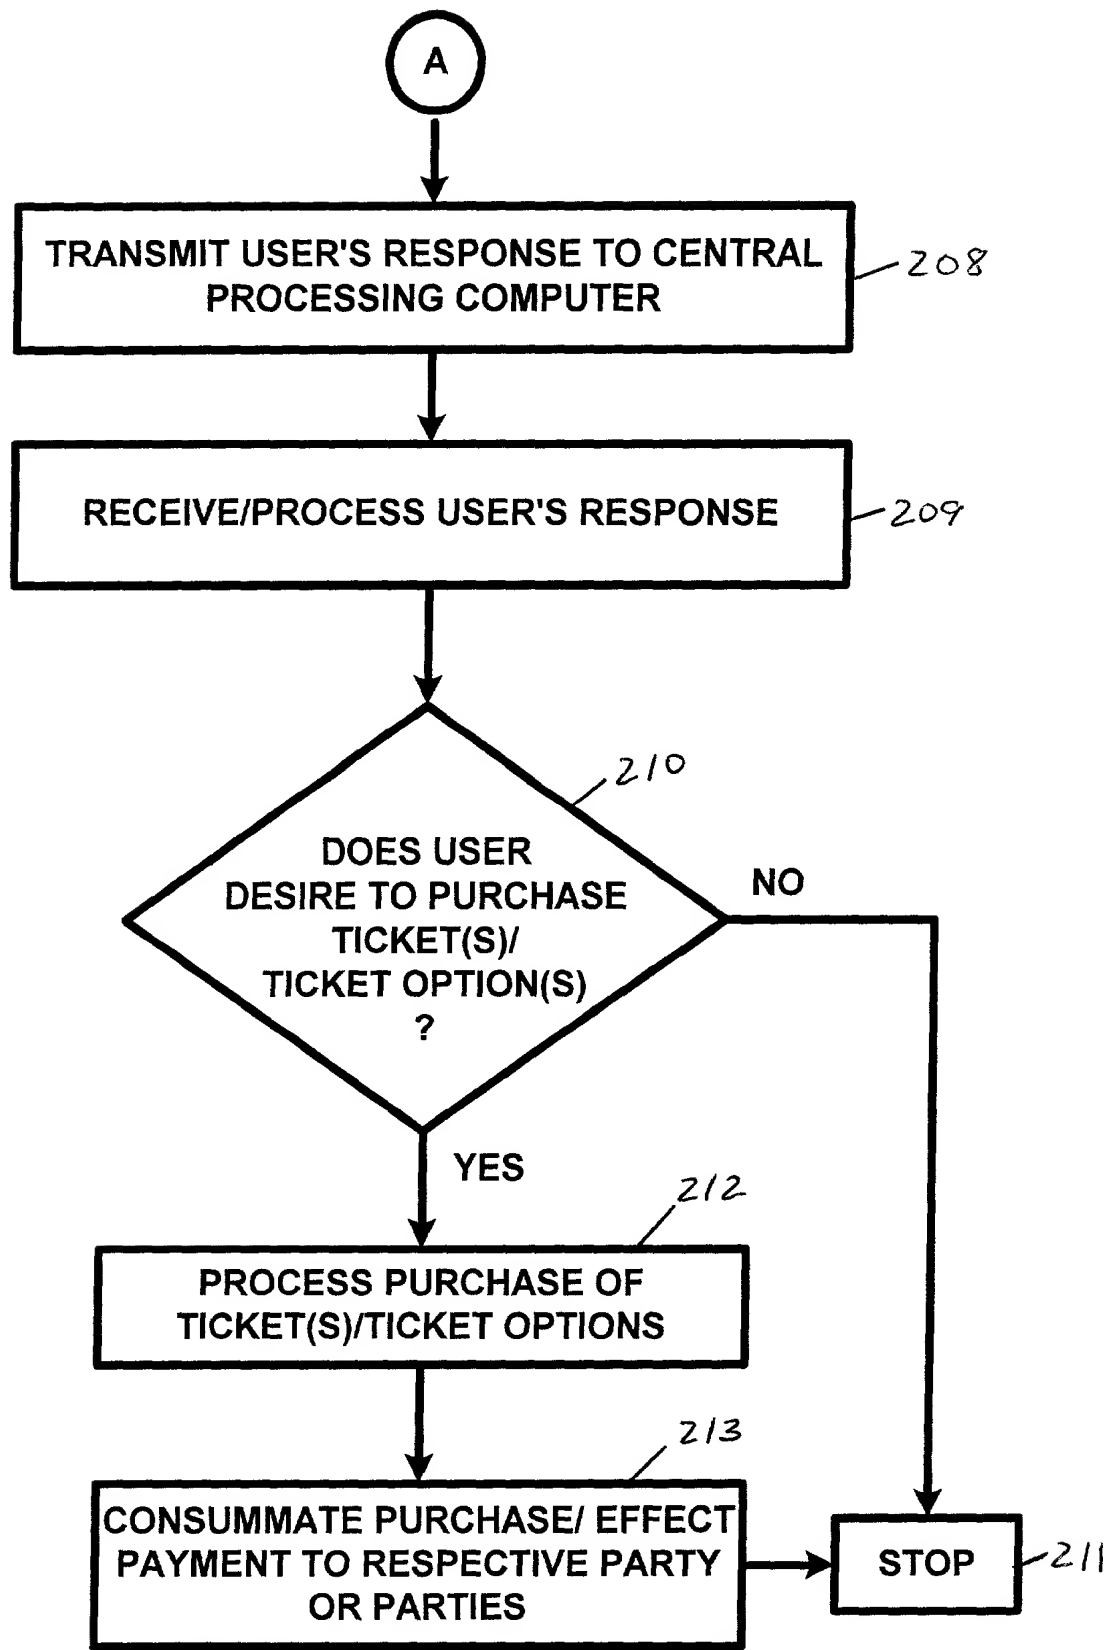 A
TRANSMIT USER'S RESPONSE TO CENTRAL
PROCESSING COMPUTER
208
RECEIVE/PROCESS USER'S RESPONSE
209
210
DOES USER
DESIRE TO PURCHASE
TICKET(S)/
TICKET OPTION(S)
?
NO
YES
212
PROCESS PURCHASE OF
TICKET(S)/TICKET OPTIONS
213
CONSUMMATE PURCHASE/ EFFECT
PAYMENT TO RESPECTIVE PARTY
OR PARTIES
STOP
211